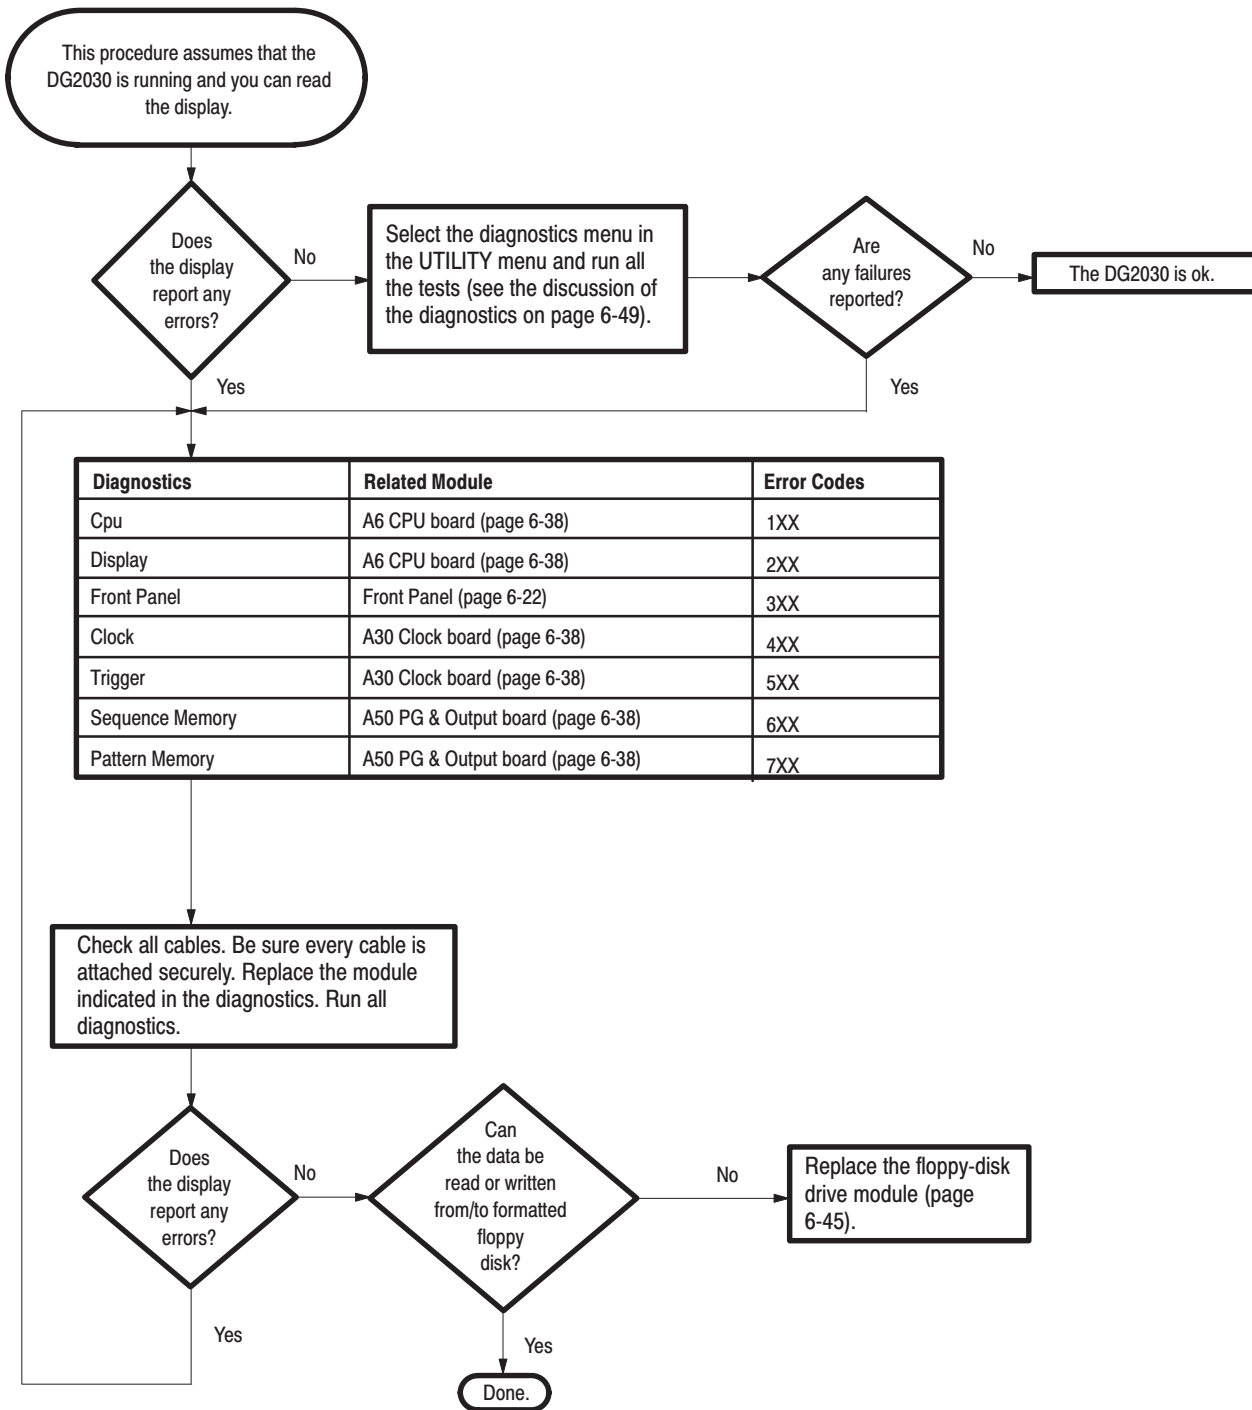 This procedure assumes that the
DG2030 is running and you can read
the display.
Does
the display
report any
errors?
No
Select the diagnostics menu in
the UTILITY menu and run all
the tests (see the discussion of
the diagnostics on page 6-49).
Are
any failures
reported?
No
The DG2030 is ok.
Yes
Yes
Diagnostics Related Module Error Codes
Cpu A6 CPU board (page 6-38) 1XX
Display A6 CPU board (page 6-38) 2XX
Front Panel Front Panel (page 6-22) 3XX
Clock A30 Clock board (page 6-38) 4XX
Trigger A30 Clock board (page 6-38) 5XX
Sequence Memory A50 PG & Output board (page 6-38) 6XX
Pattern Memory A50 PG & Output board (page 6-38) 7XX
Check all cables. Be sure every cable is
attached securely. Replace the module
indicated in the diagnostics. Run all
diagnostics.
Does
the display
report any
errors?
No
Can
the data be
read or written
from/to formatted
floppy
disk?
No
Replace the floppy-disk
drive module (page
6-45).
Yes
Yes
Done.